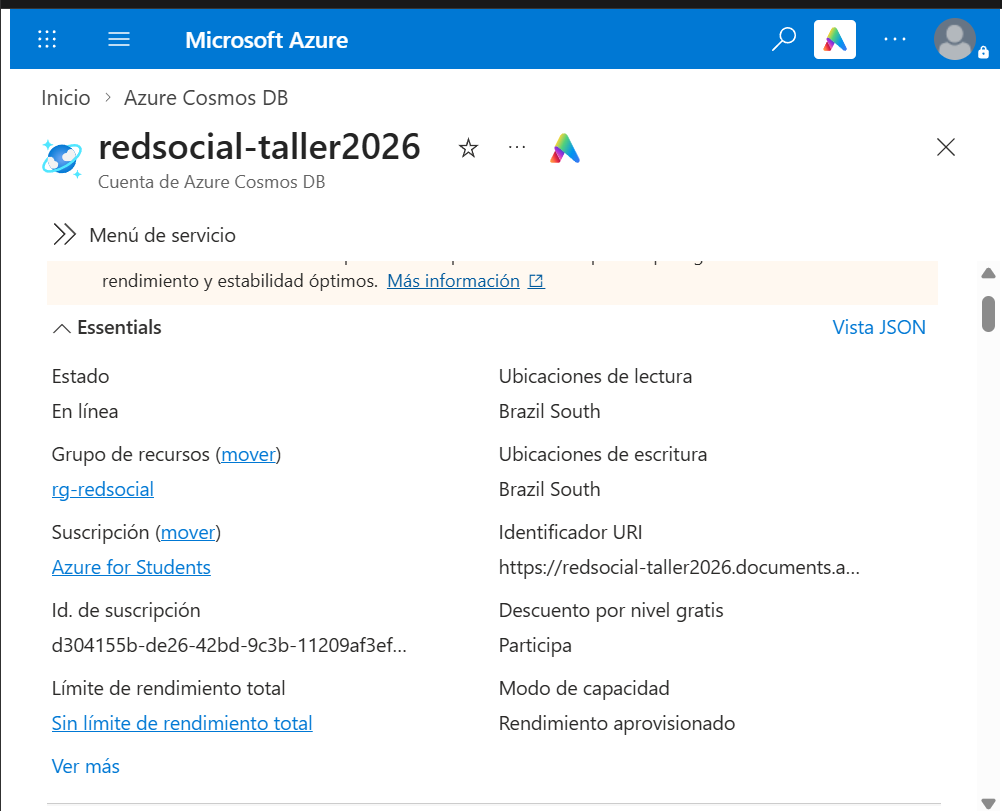 Microsoft Azure
Inicio > Azure Cosmos DB
redsocial-taller2026
Cuenta de Azure Cosmos DB
Menú de servicio
rendimiento y estabilidad óptimos. Más información
Essentials
Vista JSON
Estado
En línea
Ubicaciones de lectura
Brazil South
Grupo de recursos (mover)
rg-redsocial
Ubicaciones de escritura
Brazil South
Suscripción (mover)
Azure for Students
Identificador URI
https://redsocial-taller2026.documents.a...
Id. de suscripción
d304155b-de26-42bd-9c3b-11209af3ef...
Descuento por nivel gratis
Participa
Límite de rendimiento total
Sin límite de rendimiento total
Modo de capacidad
Rendimiento aprovisionado
Ver más